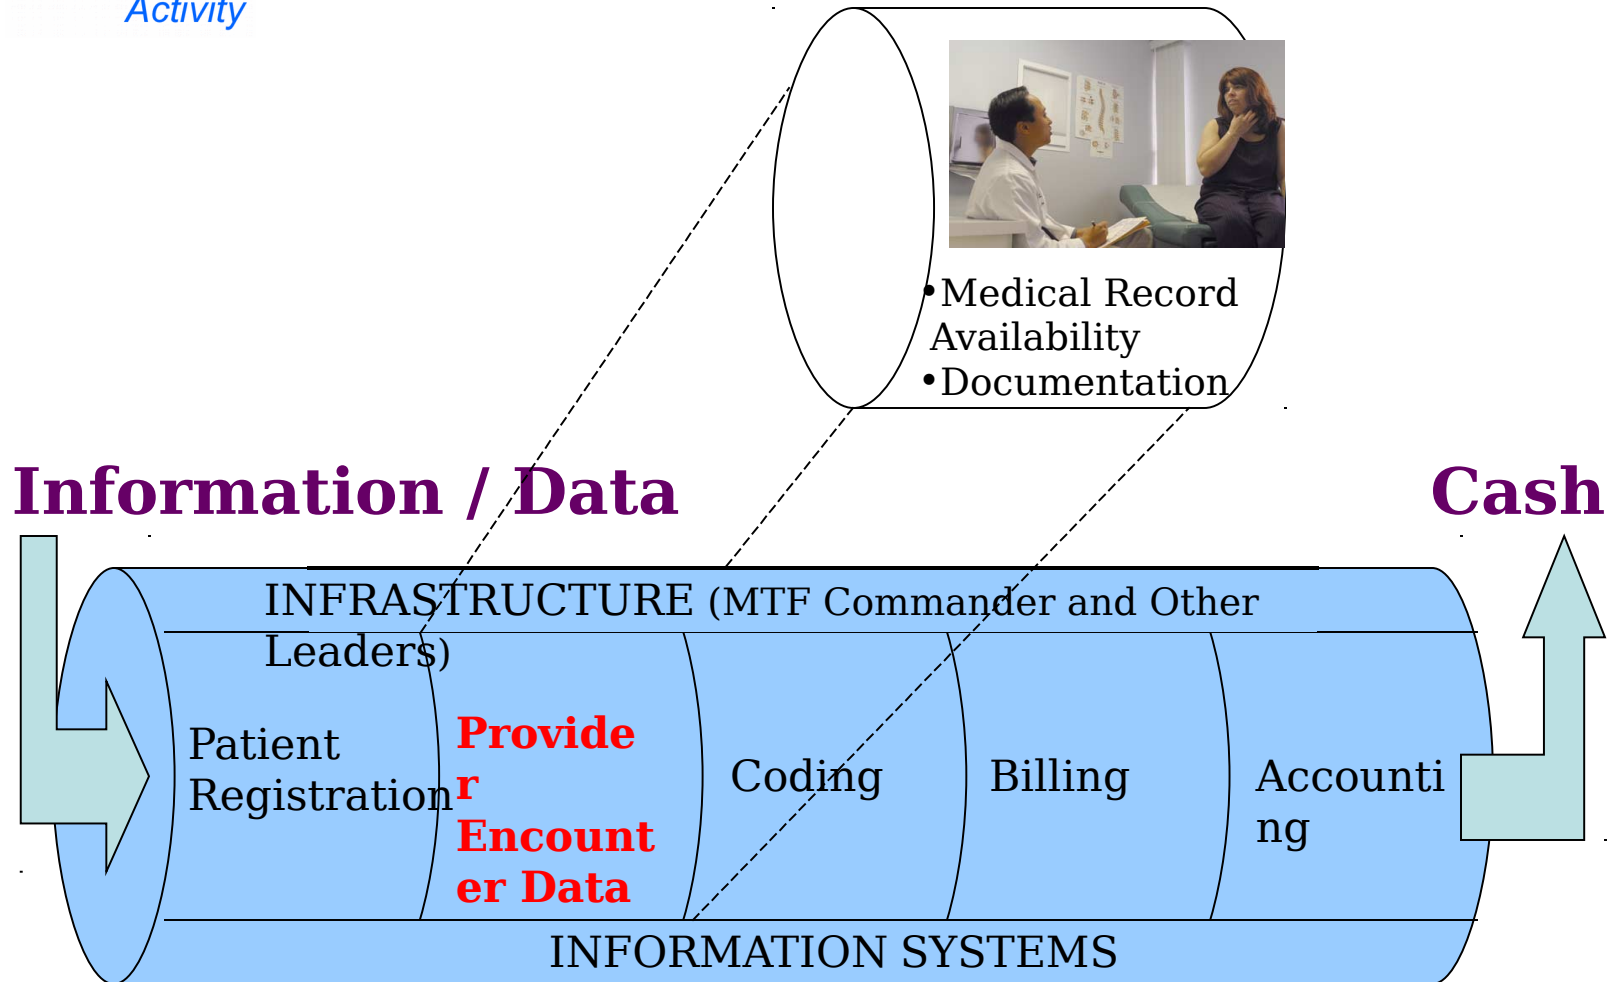 Activity
•Medical Record
Availability
•Documentation
Information / Data
Cash
INFRASTRUCTURE (MTF Commander and Other
Leaders)
Patient
Registration
Provide
r
Encount
er Data
Coding
Billing
Accounti
ng
INFORMATION SYSTEMS